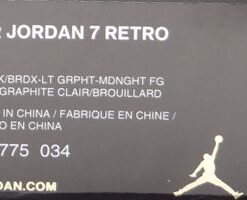 JORDAN 7 RETRO
/BRDX-LT GRPHT-MDNGHT FG
GRAPHITE CLAIR/BROUILLARD
IN CHINA / FABRIQUE EN CHINE /
EN CHINA
775 034
DAN.COM